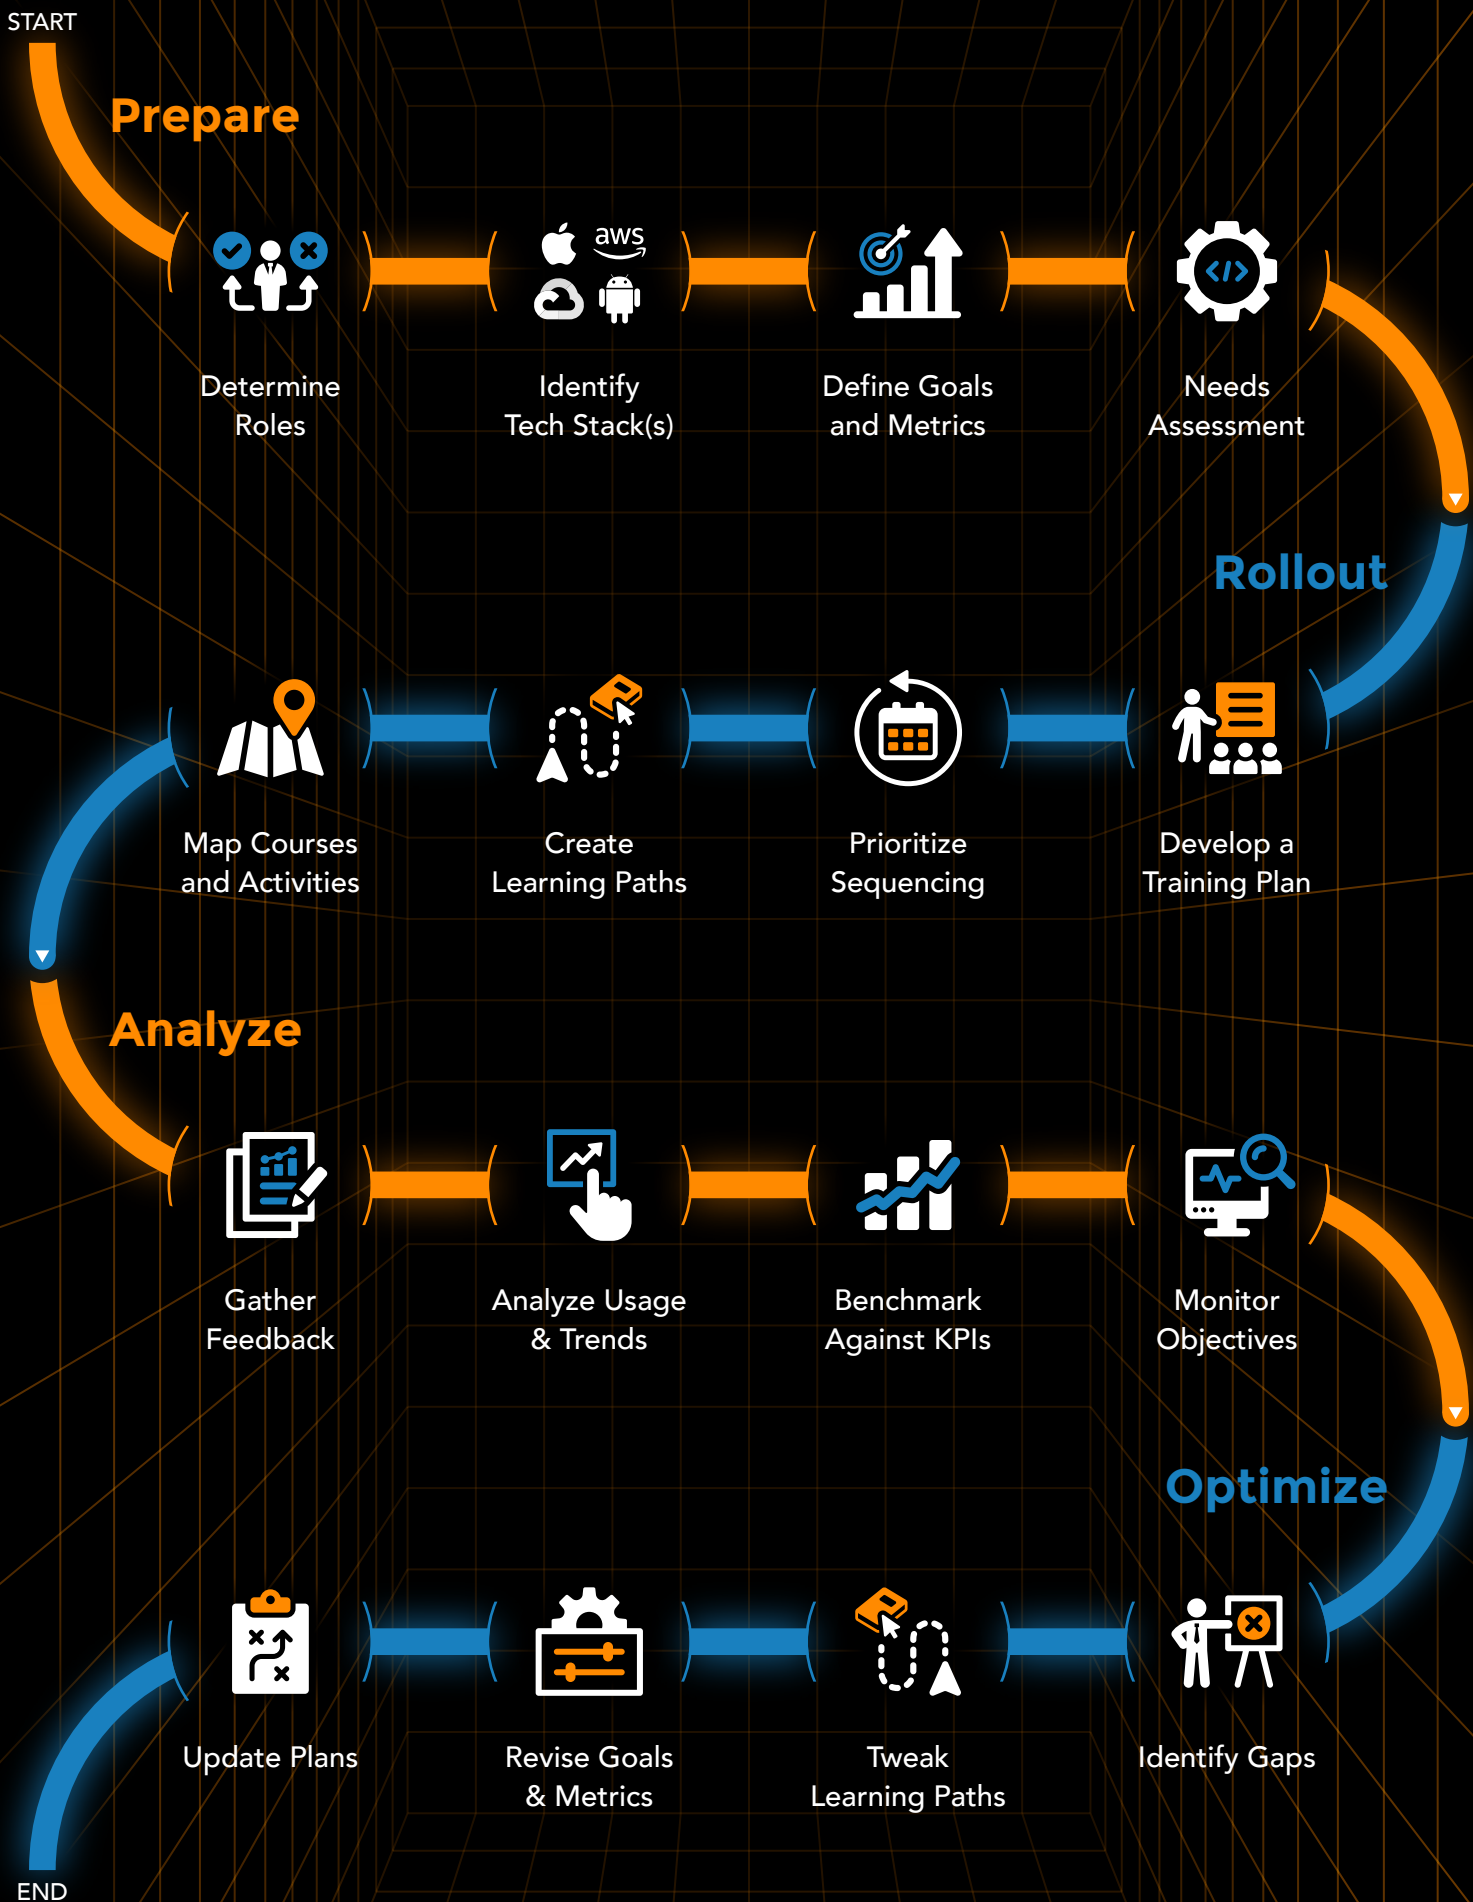 START
Prepare
aws
Determine
Roles
Identify
Tech Stack(s)
Define Goals
and Metrics
Needs
Assessment
Rollout
Develop a
Training Plan
Prioritize
Sequencing
Create
Learning Paths
Map Courses
and Activities
Analyze
Gather
Feedback
Analyze Usage
& Trends
Benchmark
Against KPIs
Monitor
Objectives
Optimize
Identify Gaps
Tweak
Learning Paths
Revise Goals
& Metrics
Update Plans
END